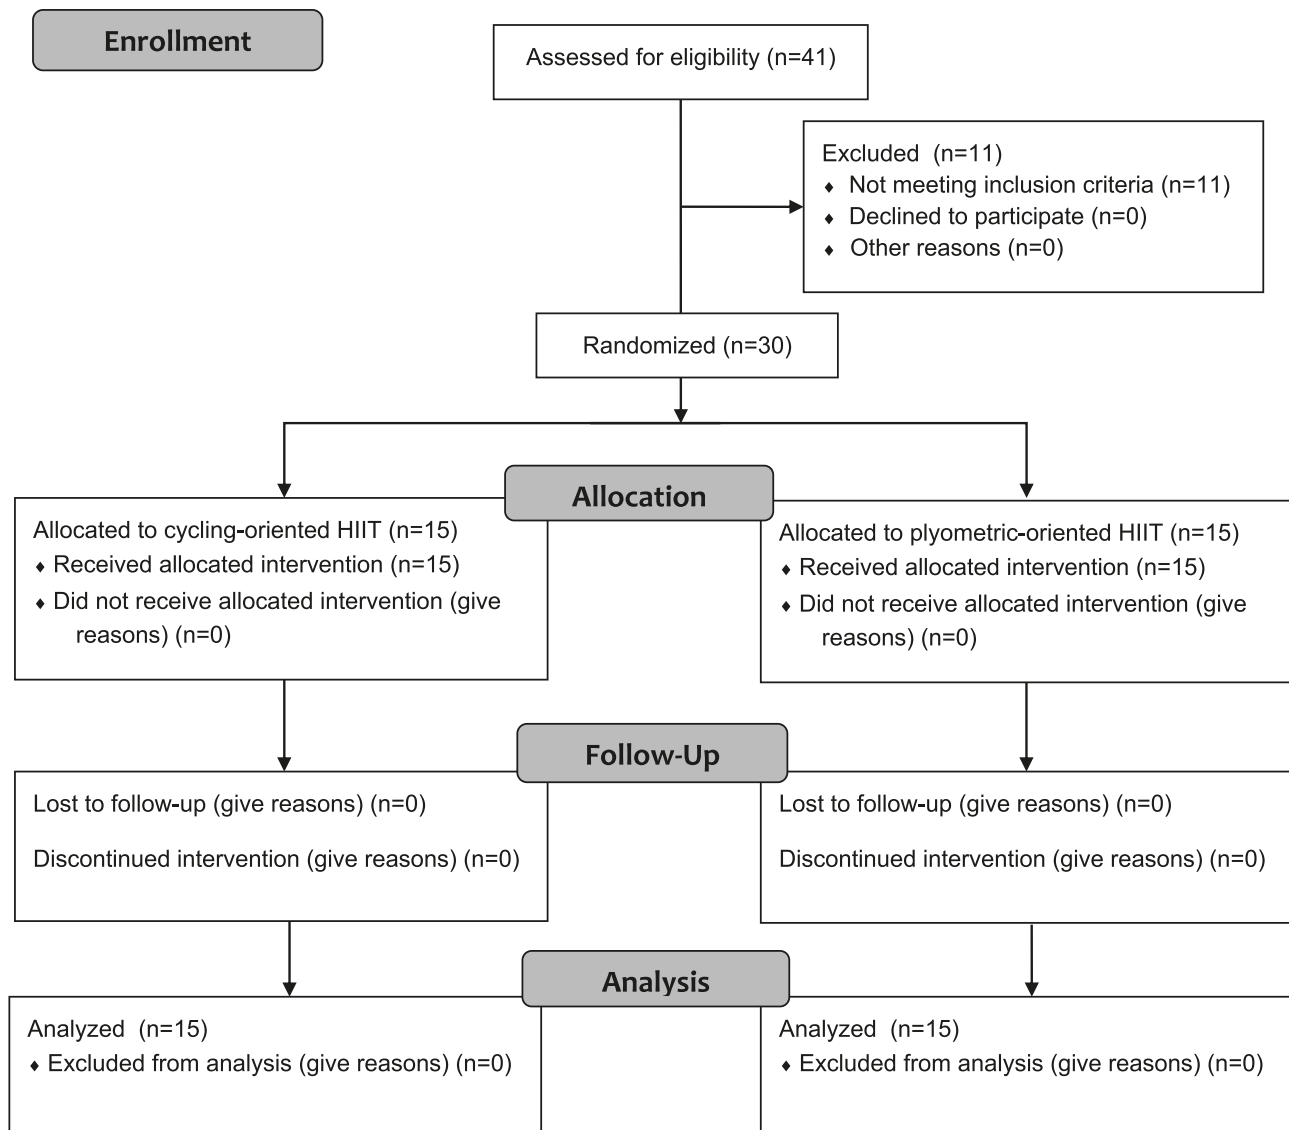 Enrollment
Assessed for eligibility (n=41)
Excluded (n=11)
♦ Not meeting inclusion criteria (n=11)
♦ Declined to participate (n=0)
♦ Other reasons (n=0)
Randomized (n=30)
Allocation
Allocated to cycling-oriented HIIT (n=15)
♦ Received allocated intervention (n=15)
♦ Did not receive allocated intervention (give
reasons) (n=0)
Allocated to plyometric-oriented HIIT (n=15)
♦ Received allocated intervention (n=15)
♦ Did not receive allocated intervention (give
reasons) (n=0)
Follow-Up
Lost to follow-up (give reasons) (n=0)
Discontinued intervention (give reasons) (n=0)
Lost to follow-up (give reasons) (n=0)
Discontinued intervention (give reasons) (n=0)
Analysis
Analyzed (n=15)
♦ Excluded from analysis (give reasons) (n=0)
Analyzed (n=15)
♦ Excluded from analysis (give reasons) (n=0)